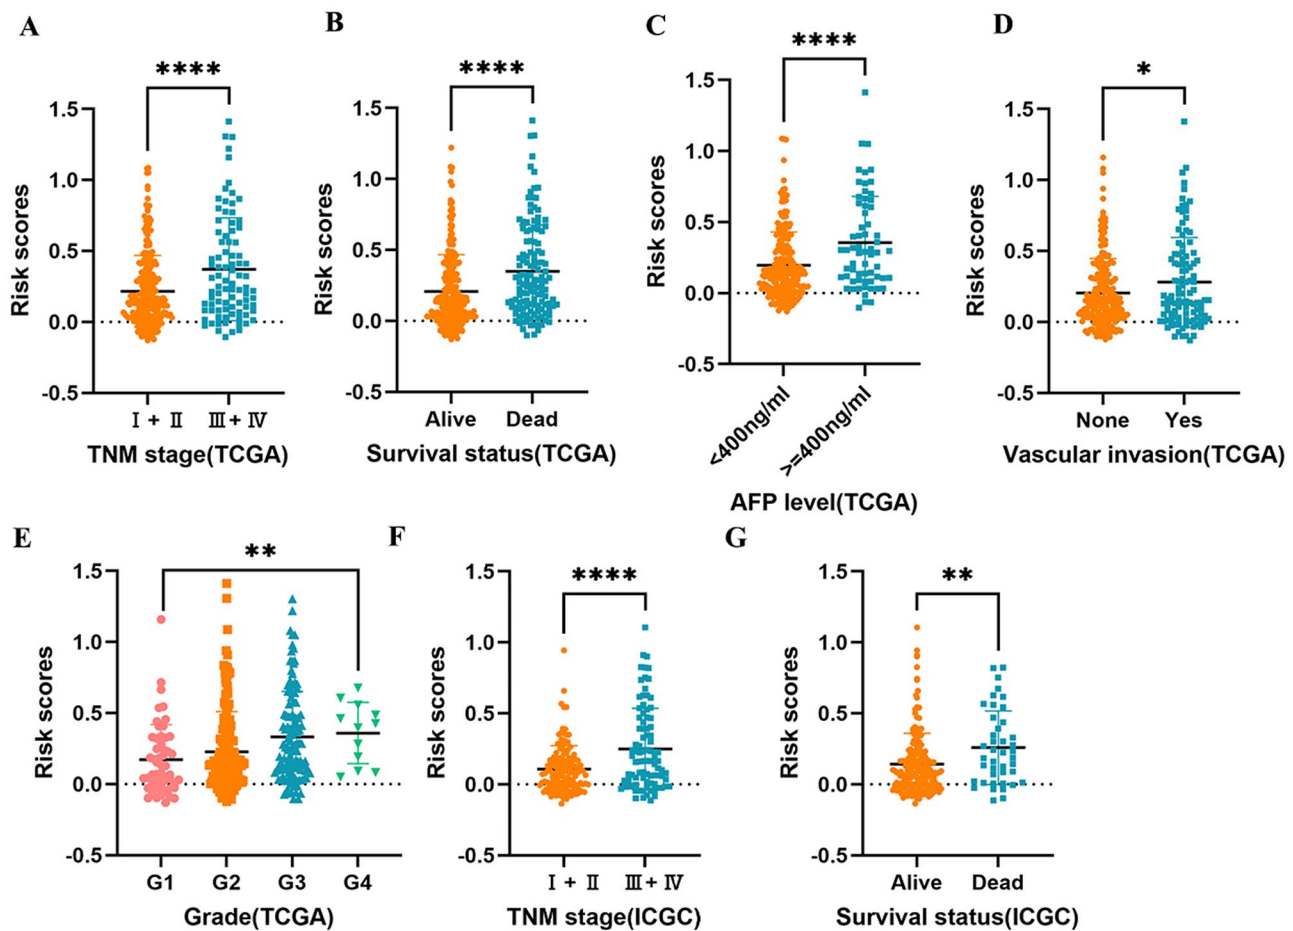 A
****
Risk scores
1.5
1.0
0.5
0.0
-0.5
Ⅰ + Ⅱ Ⅲ + Ⅳ
TNM stage(TCGA)
B
****
Risk scores
1.5
1.0
0.5
0.0
-0.5
Alive Dead
Survival status(TCGA)
C
****
Risk scores
1.5
1.0
0.5
0.0
-0.5
<400ng/ml >=400ng/ml
AFP level(TCGA)
D
*
Risk scores
1.5
1.0
0.5
0.0
-0.5
None Yes
Vascular invasion(TCGA)
E
**
Risk scores
1.5
1.0
0.5
0.0
-0.5
G1 G2 G3 G4
Grade(TCGA)
F
****
Risk scores
1.5
1.0
0.5
0.0
-0.5
Ⅰ + Ⅱ Ⅲ + Ⅳ
TNM stage(ICGC)
G
**
Risk scores
1.5
1.0
0.5
0.0
-0.5
Alive Dead
Survival status(ICGC)